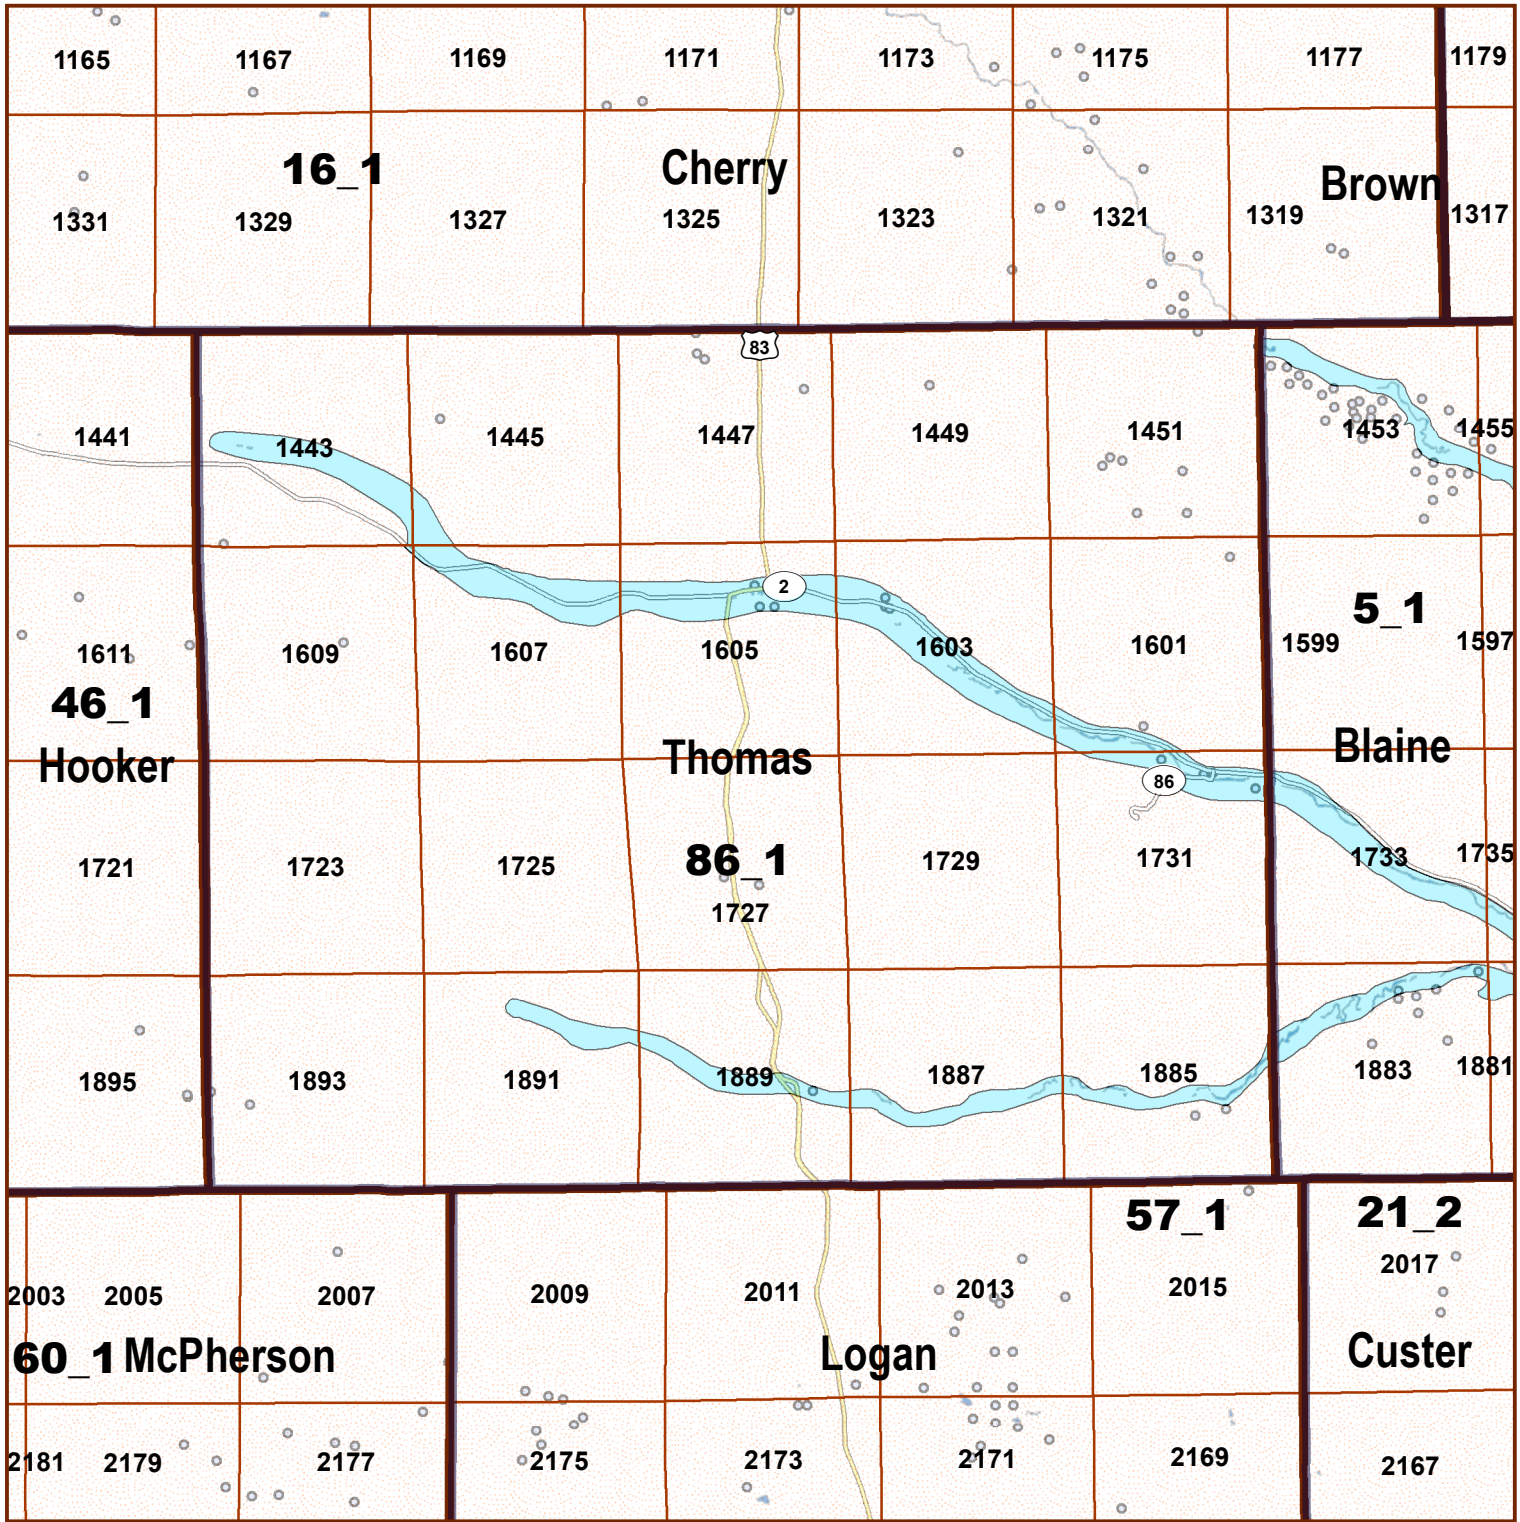 1165 1167 1169 1171 1173 1175 1177 1179
16_1 Cherry Brown
1331 1329 1327 1325 1323 1321 1319 1317
83
1441 1443 1445 1447 1449 1451 1453 1455
2
5_1
1611 1609 1607 1605 1603 1601 1599 1597
46_1
Hooker Thomas Blaine
86
86_1
1721 1723 1725 1729 1731 1733 1735
1727
1895 1893 1891 1889 1887 1885 1883 1881
57_1 21_2
2003 2005 2007 2009 2011 2013 2015 2017
60_1 McPherson Logan Custer
2181 2179 2177 2175 2173 2171 2169 2167